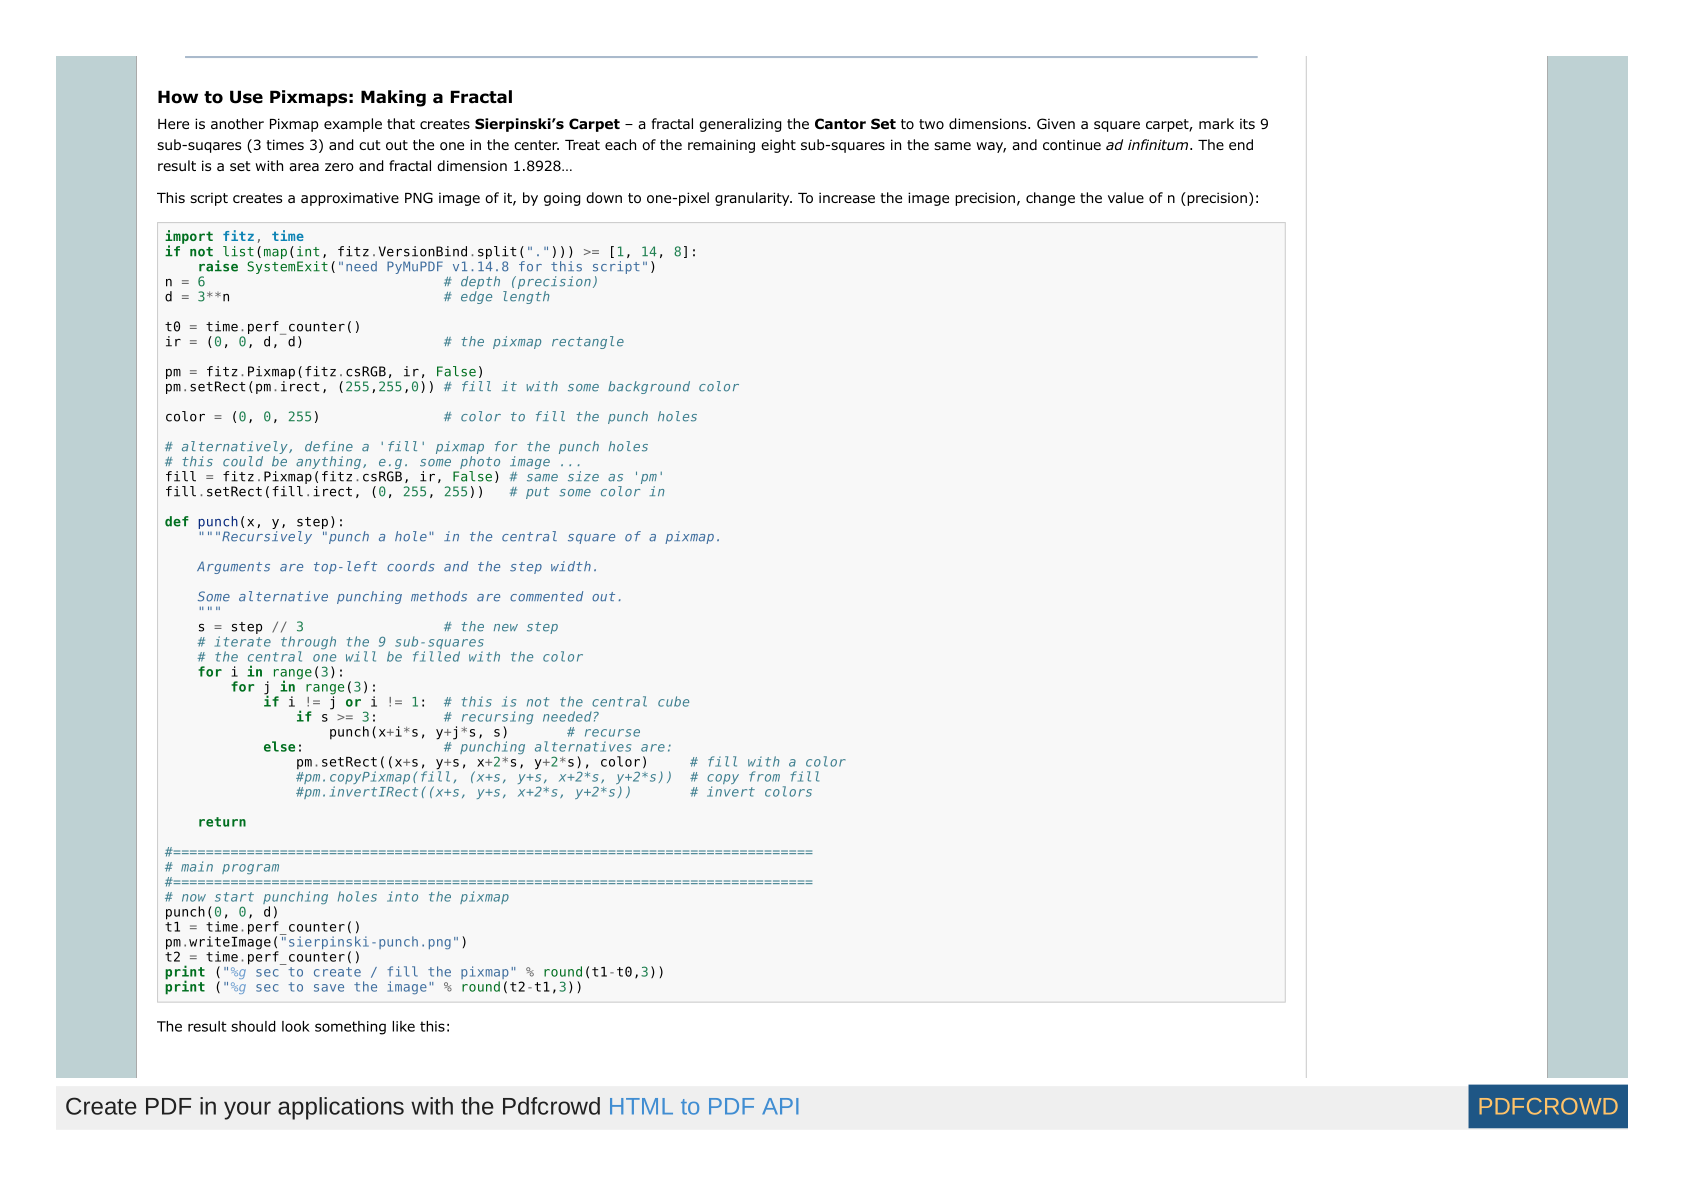 How to Use Pixmaps: Making a Fractal
Here is another Pixmap example that creates Sierpinski’s Carpet – a fractal generalizing the Cantor Set to two dimensions. Given a square carpet, mark its 9
sub-suqares (3 times 3) and cut out the one in the center. Treat each of the remaining eight sub-squares in the same way, and continue ad infinitum. The end
result is a set with area zero and fractal dimension 1.8928…
This script creates a approximative PNG image of it, by going down to one-pixel granularity. To increase the image precision, change the value of n (precision):
import fitz, time
if not list(map(int, fitz.VersionBind.split("."))) >= [1, 14, 8]:
    raise SystemExit("need PyMuPDF v1.14.8 for this script")
n = 6                             # depth (precision)
d = 3**n                          # edge length
t0 = time.perf_counter()
ir = (0, 0, d, d)                 # the pixmap rectangle
pm = fitz.Pixmap(fitz.csRGB, ir, False)
pm.setRect(pm.irect, (255,255,0)) # fill it with some background color
color = (0, 0, 255)               # color to fill the punch holes
# alternatively, define a 'fill' pixmap for the punch holes
# this could be anything, e.g. some photo image ...
fill = fitz.Pixmap(fitz.csRGB, ir, False) # same size as 'pm'
fill.setRect(fill.irect, (0, 255, 255))   # put some color in
def punch(x, y, step):
    """Recursively "punch a hole" in the central square of a pixmap.
    Arguments are top-left coords and the step width.
    Some alternative punching methods are commented out.
    """
    s = step // 3                 # the new step
    # iterate through the 9 sub-squares
    # the central one will be filled with the color
    for i in range(3):
        for j in range(3):
            if i != j or i != 1:  # this is not the central cube
                if s >= 3:        # recursing needed?
                    punch(x+i*s, y+j*s, s)       # recurse
            else:                 # punching alternatives are:
                pm.setRect((x+s, y+s, x+2*s, y+2*s), color)     # fill with a color
                #pm.copyPixmap(fill, (x+s, y+s, x+2*s, y+2*s))  # copy from fill
                #pm.invertIRect((x+s, y+s, x+2*s, y+2*s))       # invert colors
    return
#==============================================================================
# main program
#==============================================================================
# now start punching holes into the pixmap
punch(0, 0, d)
t1 = time.perf_counter()
pm.writeImage("sierpinski-punch.png")
t2 = time.perf_counter()
print ("%g sec to create / fill the pixmap" % round(t1-t0,3))
print ("%g sec to save the image" % round(t2-t1,3))
The result should look something like this:
Create PDF in your applications with the Pdfcrowd HTML to PDF API
PDFCROWD